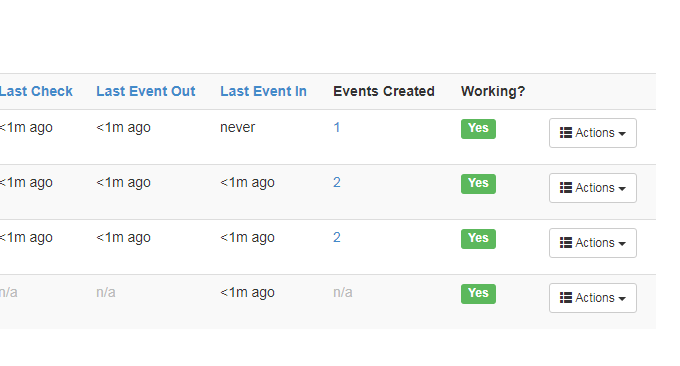 Last Check Last Event Out Last Event In Events Created Working?
<1m ago <1m ago never 1 Yes Actions
<1m ago <1m ago <1m ago 2 Yes Actions
<1m ago <1m ago <1m ago 2 Yes Actions
n/a n/a <1m ago n/a Yes Actions